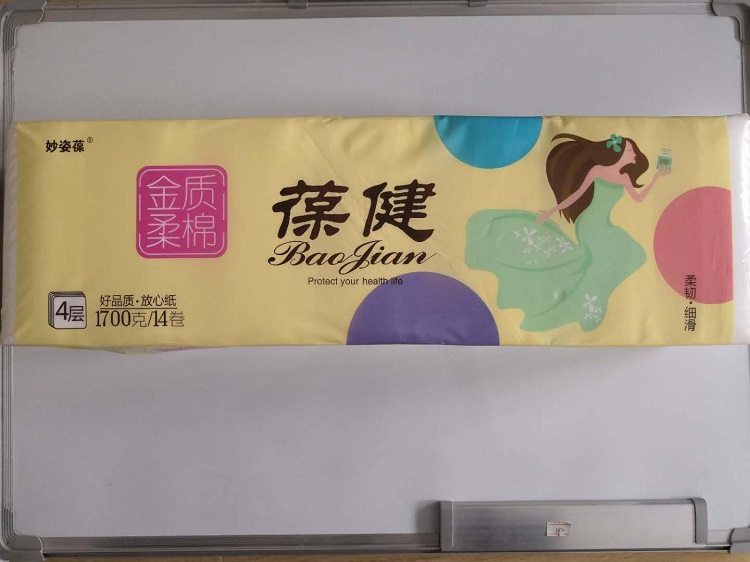 妙姿葆®
金质
柔棉
葆健
BaoJian
Protect your health life
4层
好品质·放心纸
1700克/14卷
柔韧·细滑